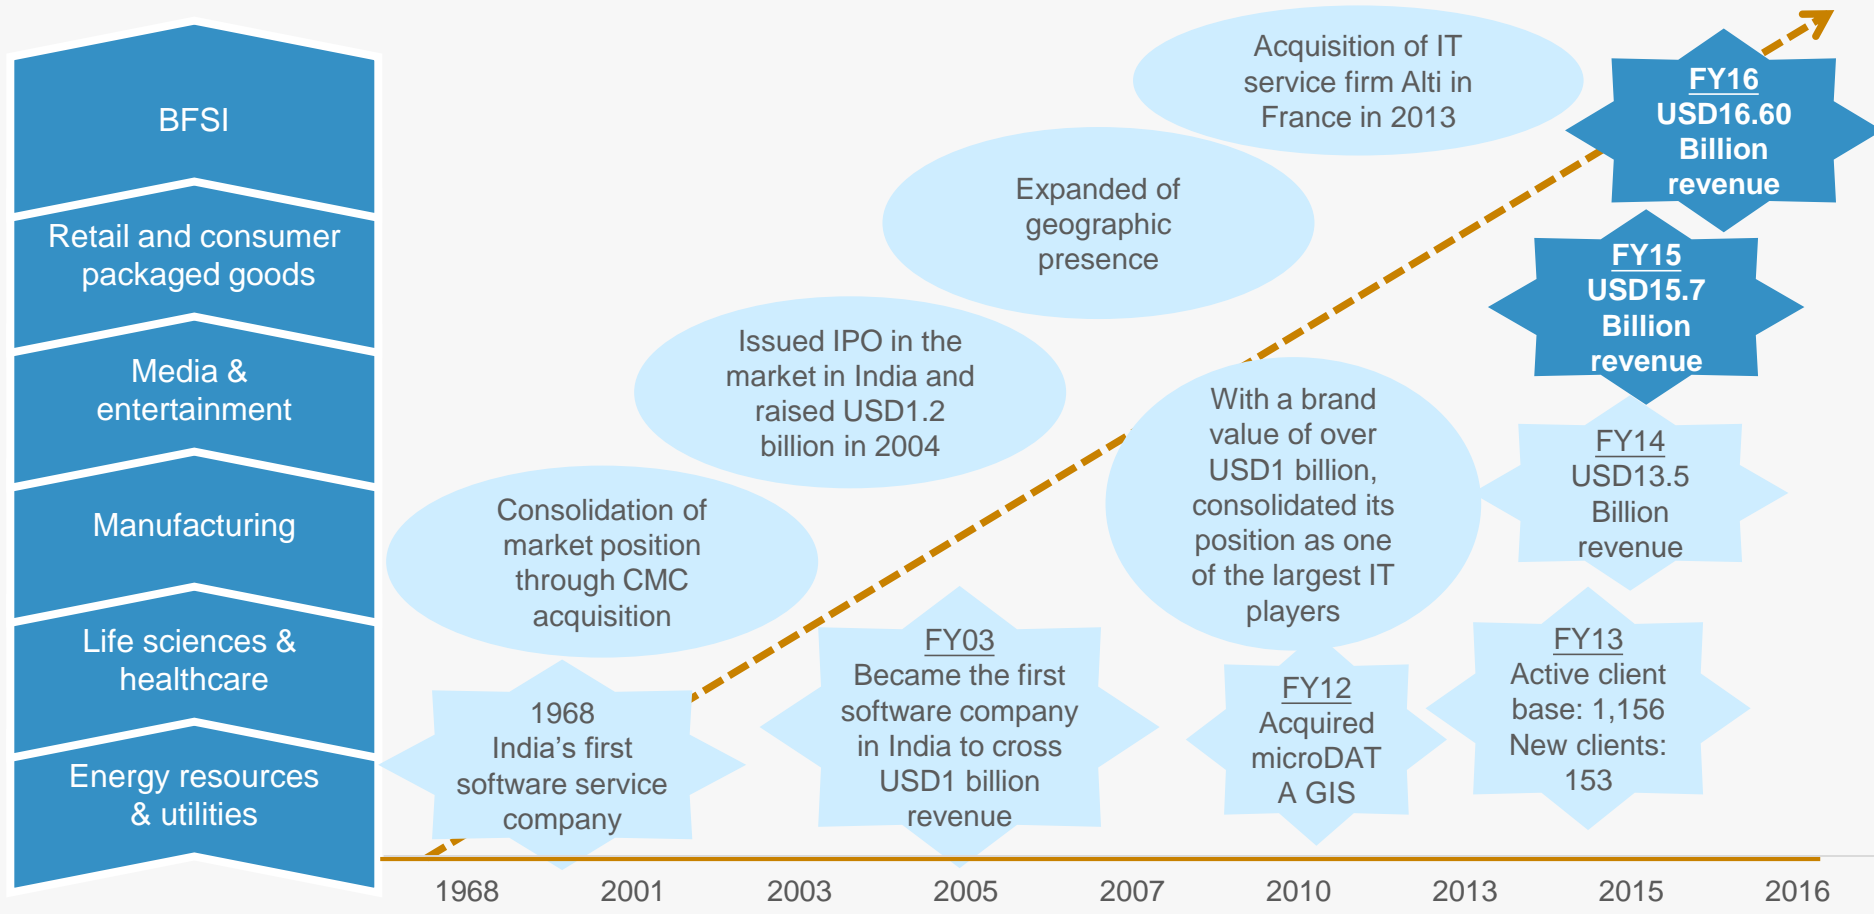 BFSI
Retail and consumer
packaged goods
Media &
entertainment
Manufacturing
Life sciences &
healthcare
Energy resources
& utilities
1968
India’s first
software service
company
Consolidation of
market position
through CMC
acquisition
Issued IPO in the
market in India and
raised USD1.2
billion in 2004
FY03
Became the first
software company
in India to cross
USD1 billion
revenue
Expanded of
geographic
presence
Acquisition of IT
service firm Alti in
France in 2013
With a brand
value of over
USD1 billion,
consolidated its
position as one
of the largest IT
players
FY12
Acquired
microDAT
A GIS
FY13
Active client
base: 1,156
New clients:
153
FY14
USD13.5
Billion
revenue
FY15
USD15.7
Billion
revenue
FY16
USD16.60
Billion
revenue
1968 2001 2003 2005 2007 2010 2013 2015 2016